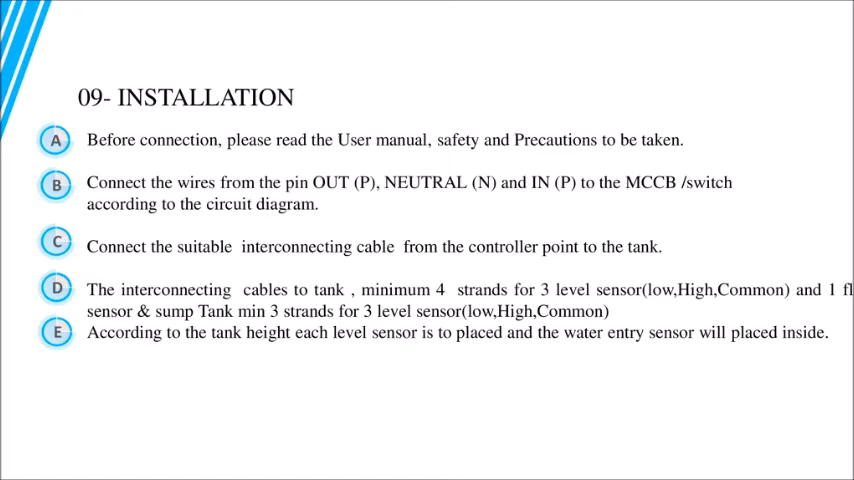 09- INSTALLATION
A Before connection, please read the User manual, safety and Precautions to be taken.
B Connect the wires from the pin OUT (P), NEUTRAL (N) and IN (P) to the MCCB /switch
according to the circuit diagram.
C Connect the suitable interconnecting cable from the controller point to the tank.
D The interconnecting cables to tank , minimum 4 strands for 3 level sensor(low,High,Common) and 1
sensor & sump Tank min 3 strands for 3 level sensor(low,High,Common)
E According to the tank height each level sensor is to placed and the water entry sensor will placed inside.